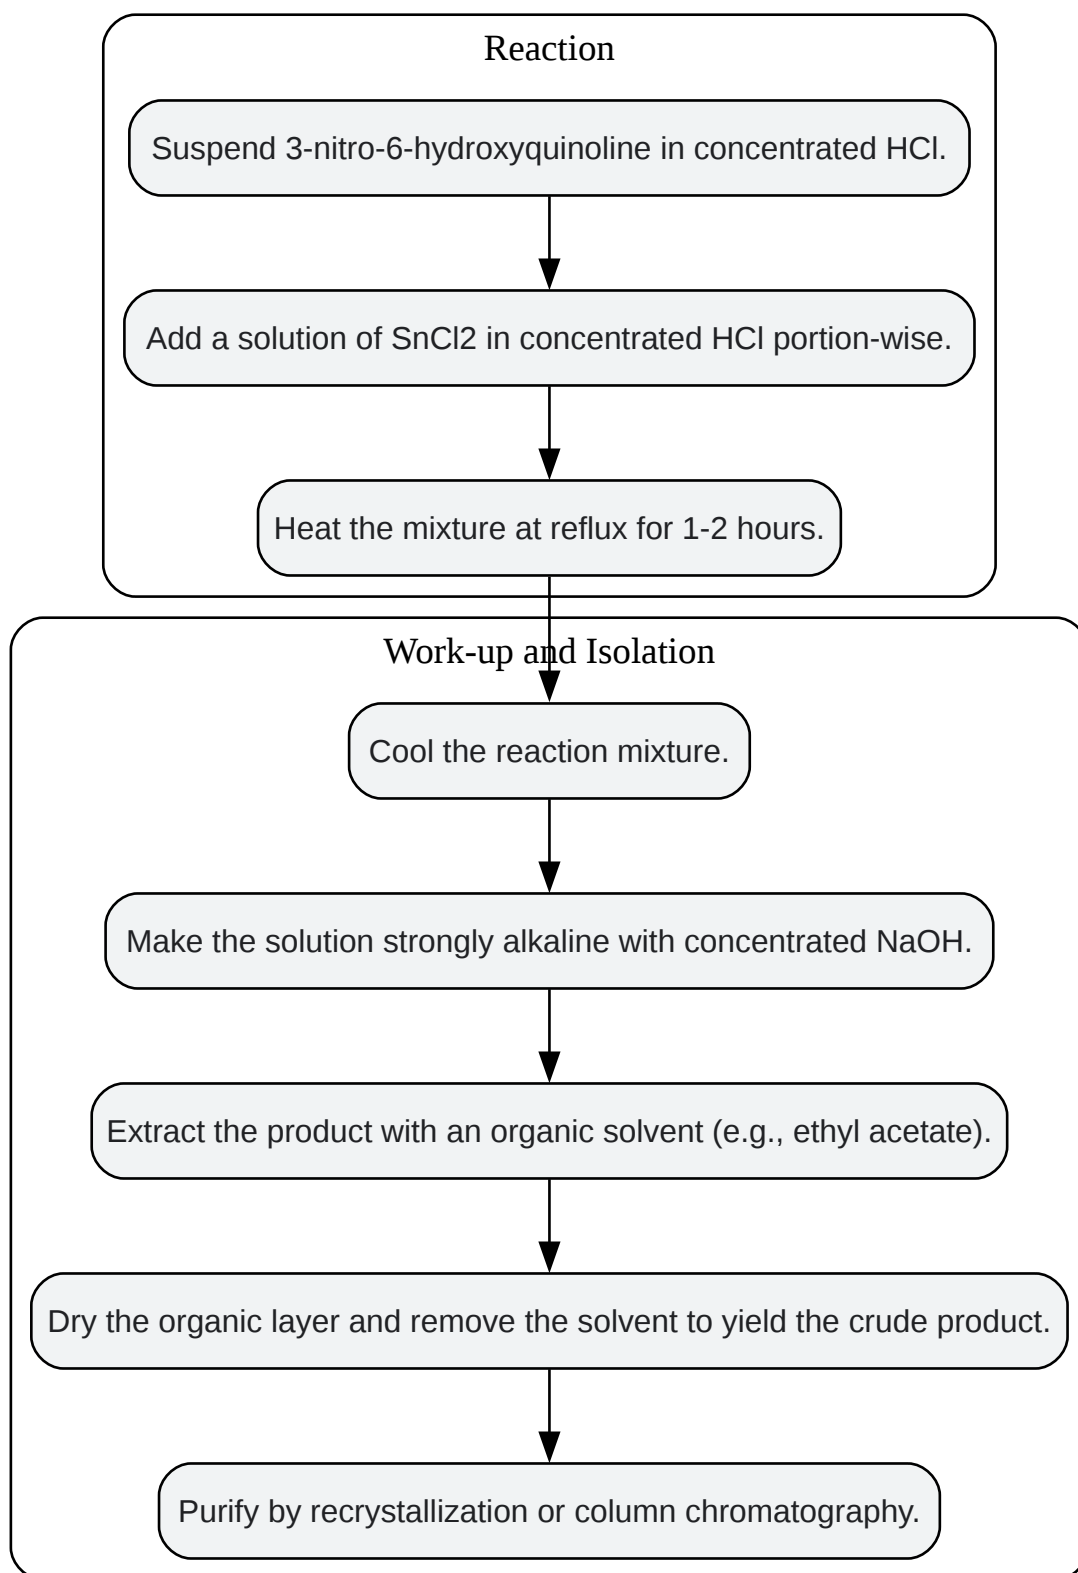 Reaction
Suspend 3-nitro-6-hydroxyquinoline in concentrated HCl.
Add a solution of SnCl2 in concentrated HCl portion-wise.
Heat the mixture at reflux for 1-2 hours.
Work-up and Isolation
Cool the reaction mixture.
Make the solution strongly alkaline with concentrated NaOH.
Extract the product with an organic solvent (e.g., ethyl acetate).
Dry the organic layer and remove the solvent to yield the crude product.
Purify by recrystallization or column chromatography.